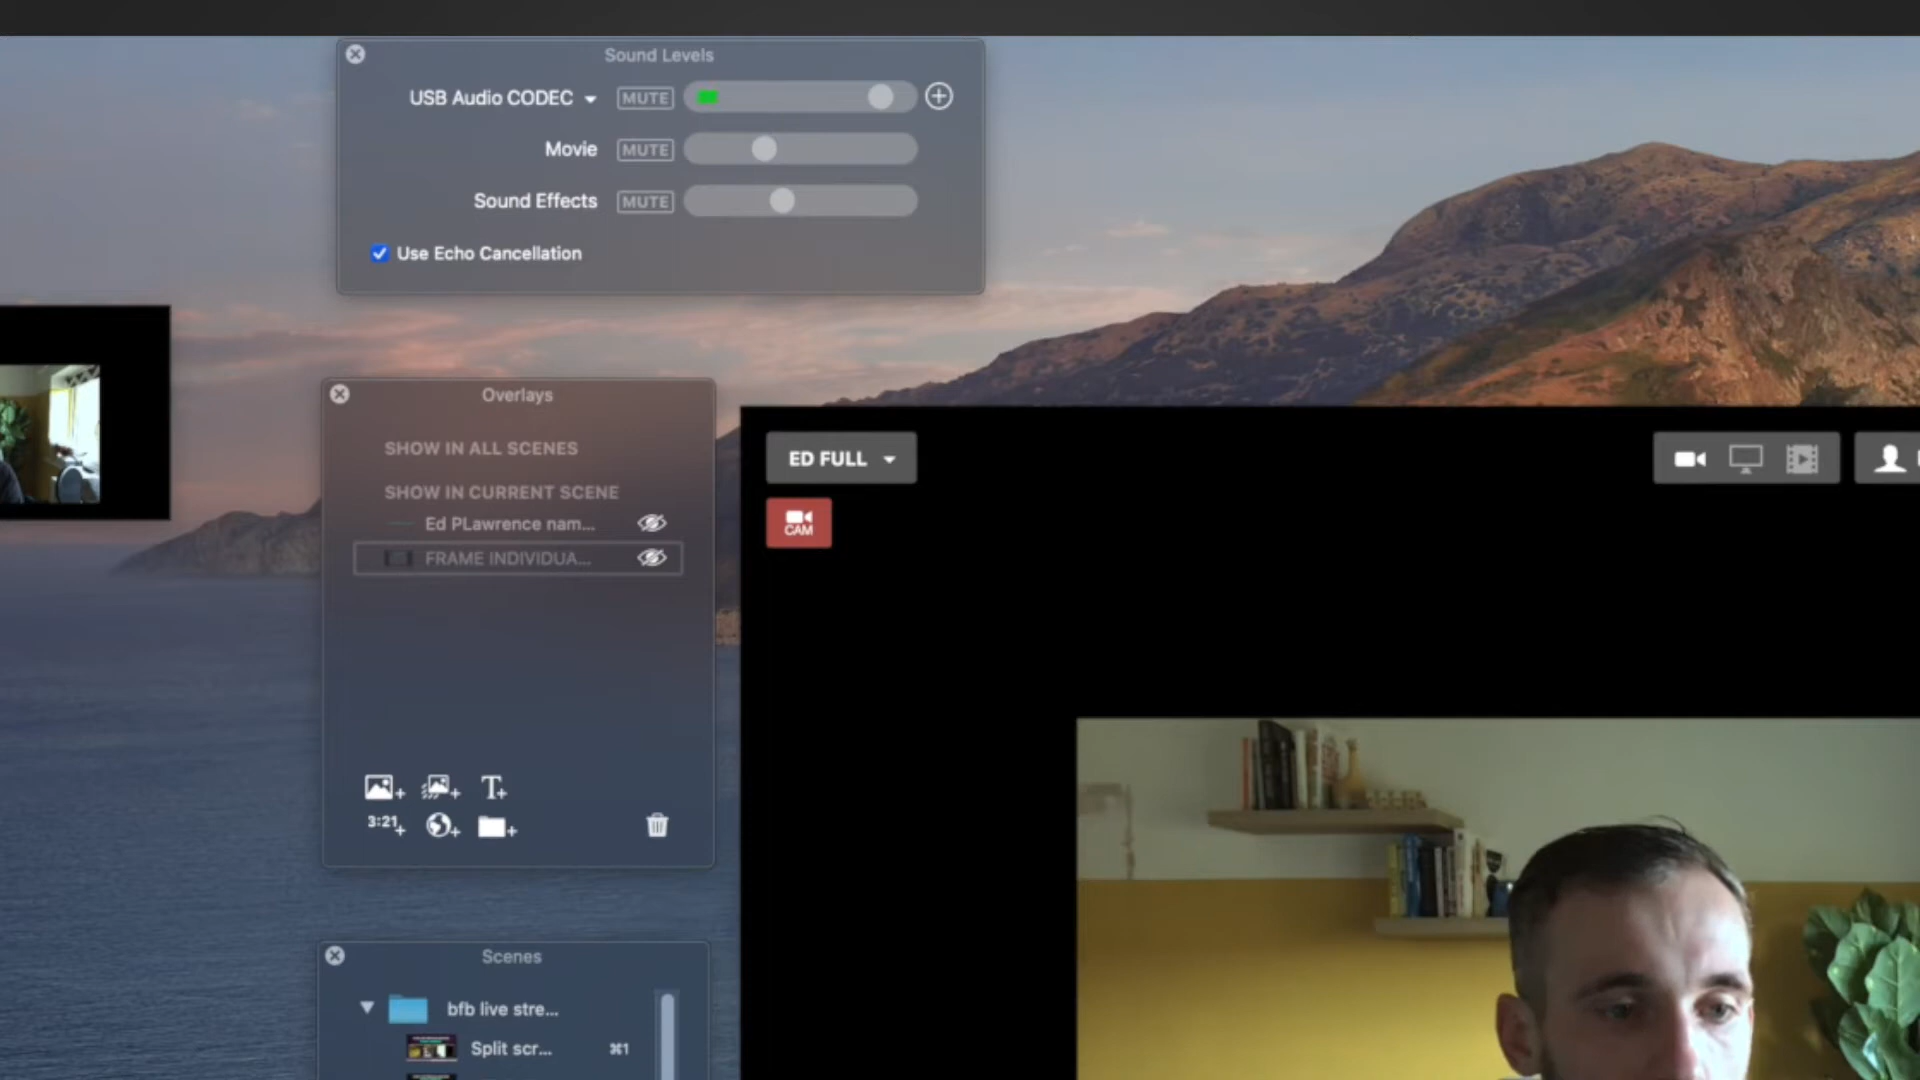 Sound Levels
USB Audio CODEC MUTE
Movie MUTE
Sound Effects MUTE
Use Echo Cancellation
Overlays
SHOW IN ALL SCENES
SHOW IN CURRENT SCENE
Ed PLawrence nam...
FRAME INDIVIDUA...
3:21
ED FULL
CAM
Scenes
bfb live stre...
Split scr... ⌘1